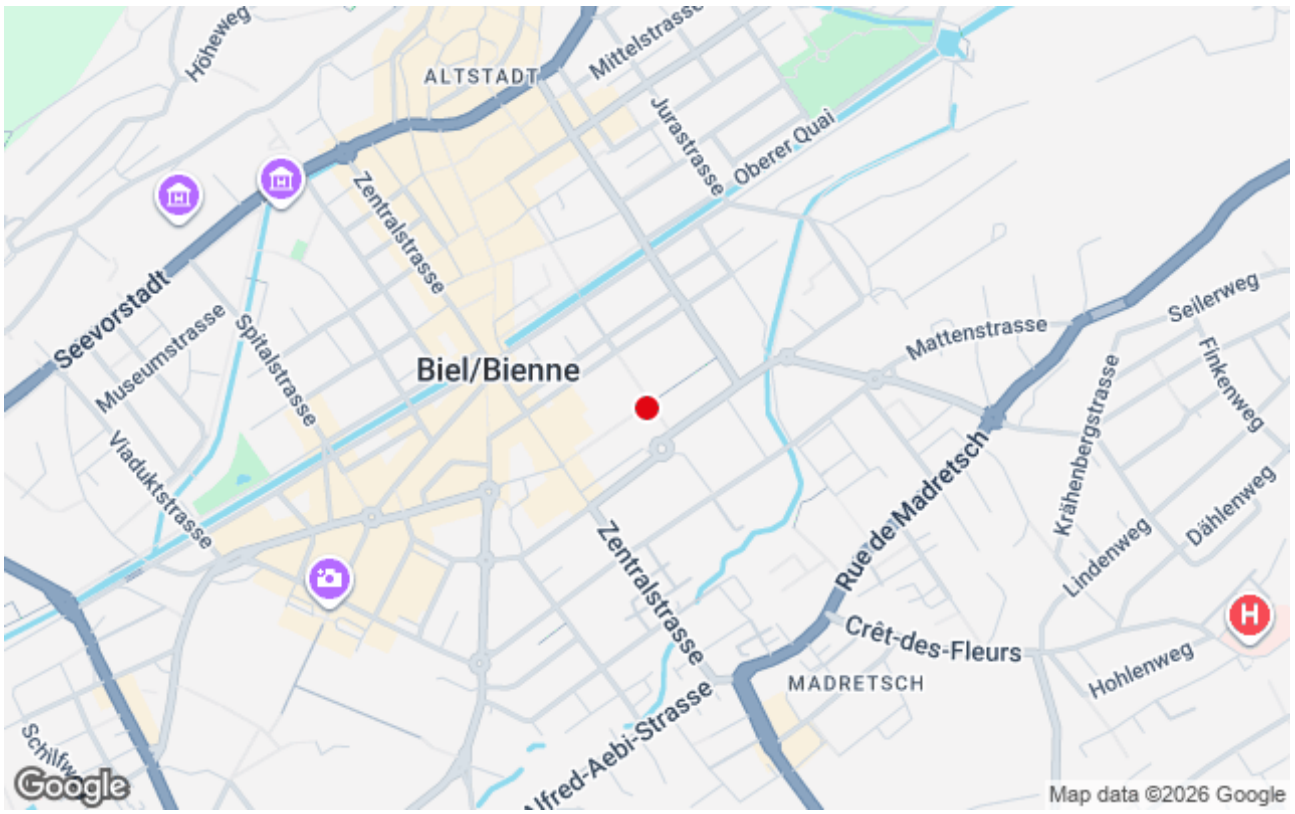 Höheweg
Mittelstrasse
ALTSTADT
Jurastrasse
Oberer Quai
Zentralstrasse
Seevorstadt
Museumstrasse
Spitalstrasse
Seilerweg
Mattenstrasse
Finkenweg
Biel/Bienne
Krähenbergstrasse
Viaduktstrasse
Rue de Madretsch
Dählenweg
Lindenweg
Zentralstrasse
H
Crêt-des-Fleurs
Hohlenweg
MADRETSCH
Alfred-Aebi-Strasse
Schilfweg
Google
Map data ©2026 Google